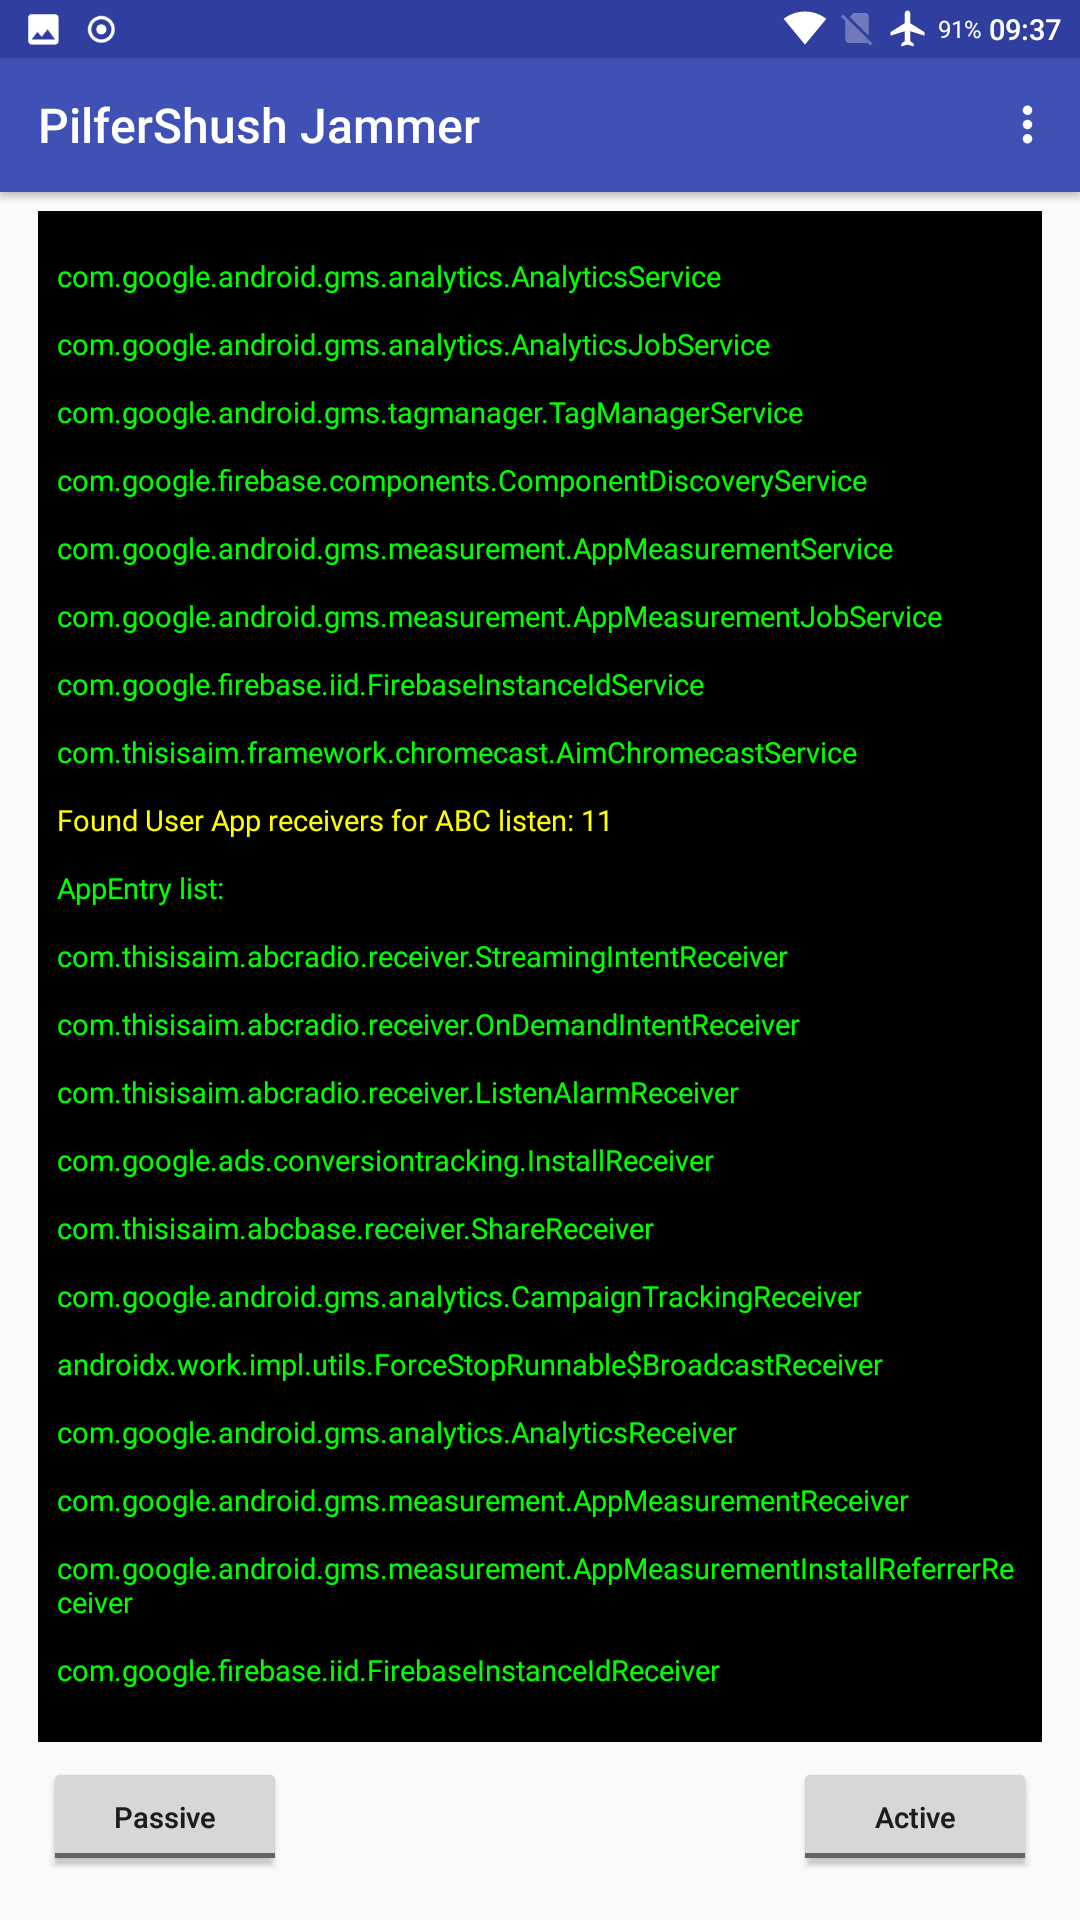 91% 09:37
PilferShush Jammer
com.google.android.gms.analytics.AnalyticsService
com.google.android.gms.analytics.AnalyticsJobService
com.google.android.gms.tagmanager.TagManagerService
com.google.firebase.components.ComponentDiscoveryService
com.google.android.gms.measurement.AppMeasurementService
com.google.android.gms.measurement.AppMeasurementJobService
com.google.firebase.iid.FirebaseInstanceIdService
com.thisisaim.framework.chromecast.AimChromecastService
Found User App receivers for ABC listen: 11
AppEntry list:
com.thisisaim.abcradio.receiver.StreamingIntentReceiver
com.thisisaim.abcradio.receiver.OnDemandIntentReceiver
com.thisisaim.abcradio.receiver.ListenAlarmReceiver
com.google.ads.conversiontracking.InstallReceiver
com.thisisaim.abcbase.receiver.ShareReceiver
com.google.android.gms.analytics.CampaignTrackingReceiver
androidx.work.impl.utils.ForceStopRunnable$BroadcastReceiver
com.google.android.gms.analytics.AnalyticsReceiver
com.google.android.gms.measurement.AppMeasurementReceiver
com.google.android.gms.measurement.AppMeasurementInstallReferrerRe
ceiver
com.google.firebase.iid.FirebaseInstanceIdReceiver
Passive
Active